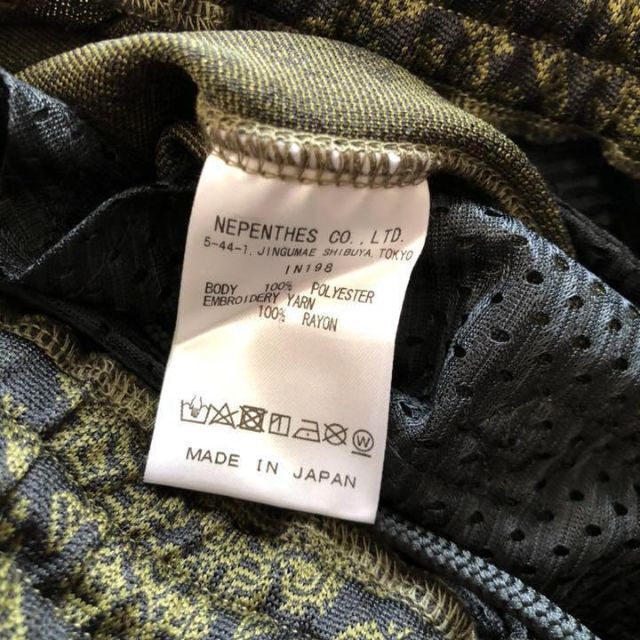 NEPENTHES CO., LTD.
5-44-1, JINGUMAE SHIBUYA, TOKYO
IN198
BODY 100% POLYESTER
EMBROIDERY YARN
100% RAYON
MADE IN JAPAN